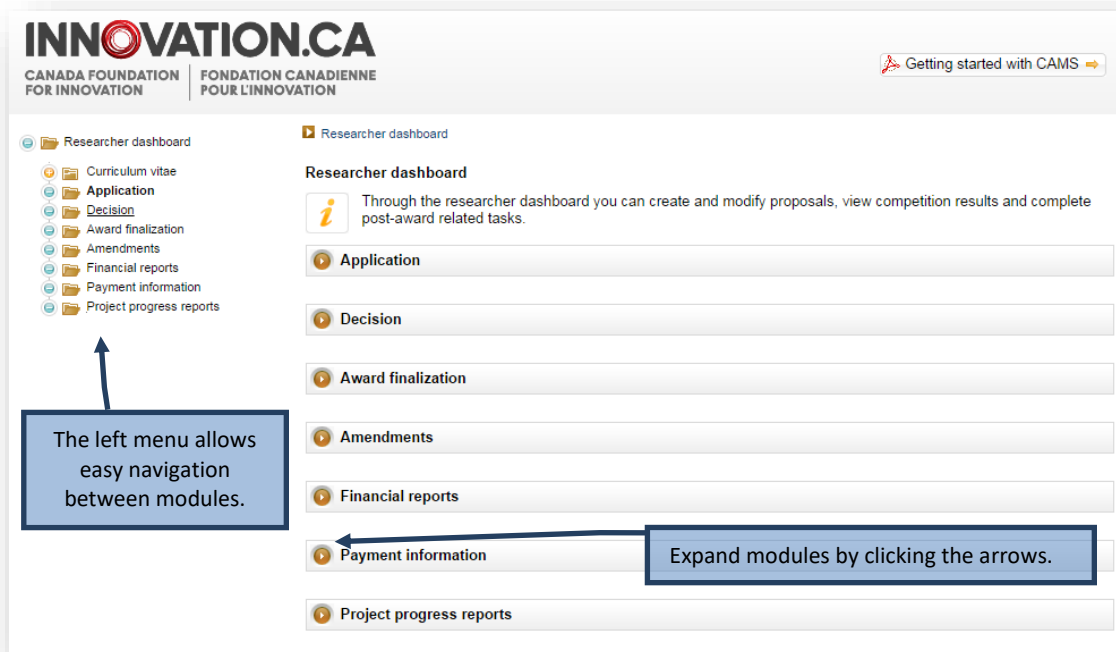 INNOVATION.CA
CANADA FOUNDATION
FOR INNOVATION
FONDATION CANADIENNE
POUR L'INNOVATION
Getting started with CAMS
Researcher dashboard
Curriculum vitae
Application
Decision
Award finalization
Amendments
Financial reports
Payment information
Project progress reports
The left menu allows
easy navigation
between modules.
Researcher dashboard
Researcher dashboard
Through the researcher dashboard you can create and modify proposals, view competition results and complete
post-award related tasks.
Application
Decision
Award finalization
Amendments
Financial reports
Payment information
Expand modules by clicking the arrows.
Project progress reports